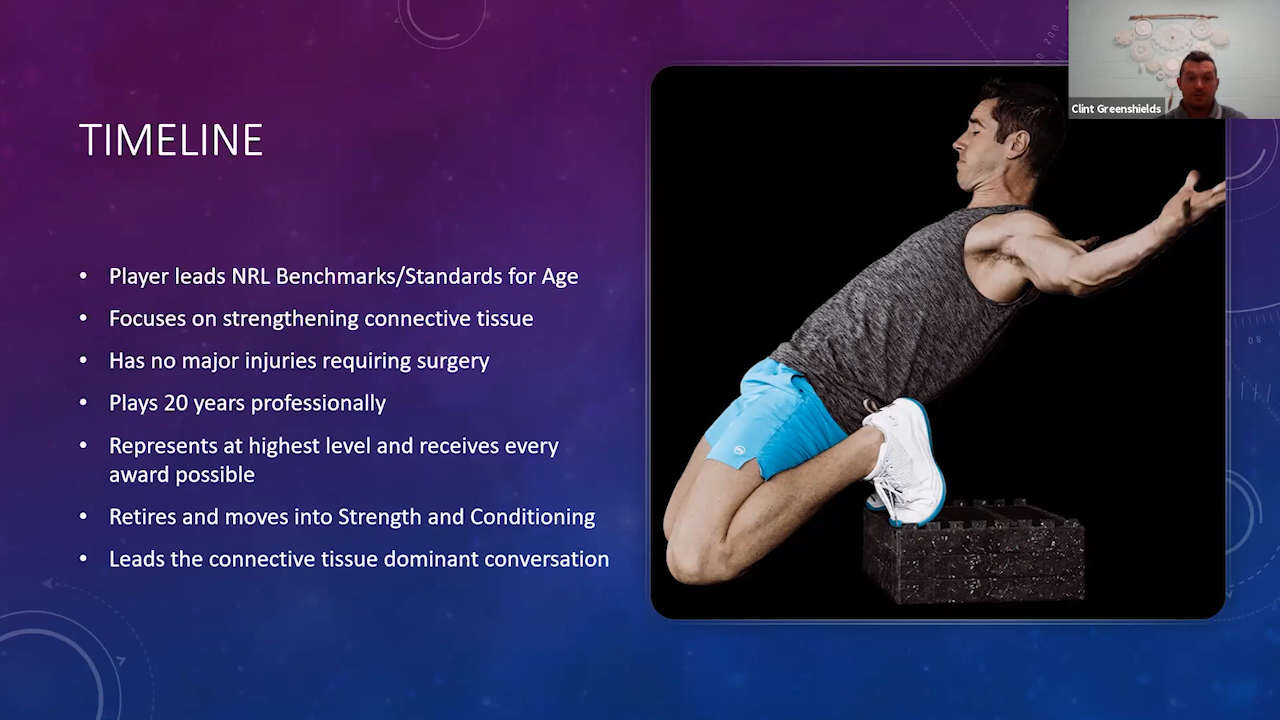 Clint Greenshields
TIMELINE
• Player leads NRL Benchmarks/Standards for Age
• Focuses on strengthening connective tissue
• Has no major injuries requiring surgery
• Plays 20 years professionally
• Represents at highest level and receives every
award possible
• Retires and moves into Strength and Conditioning
• Leads the connective tissue dominant conversation
200
80